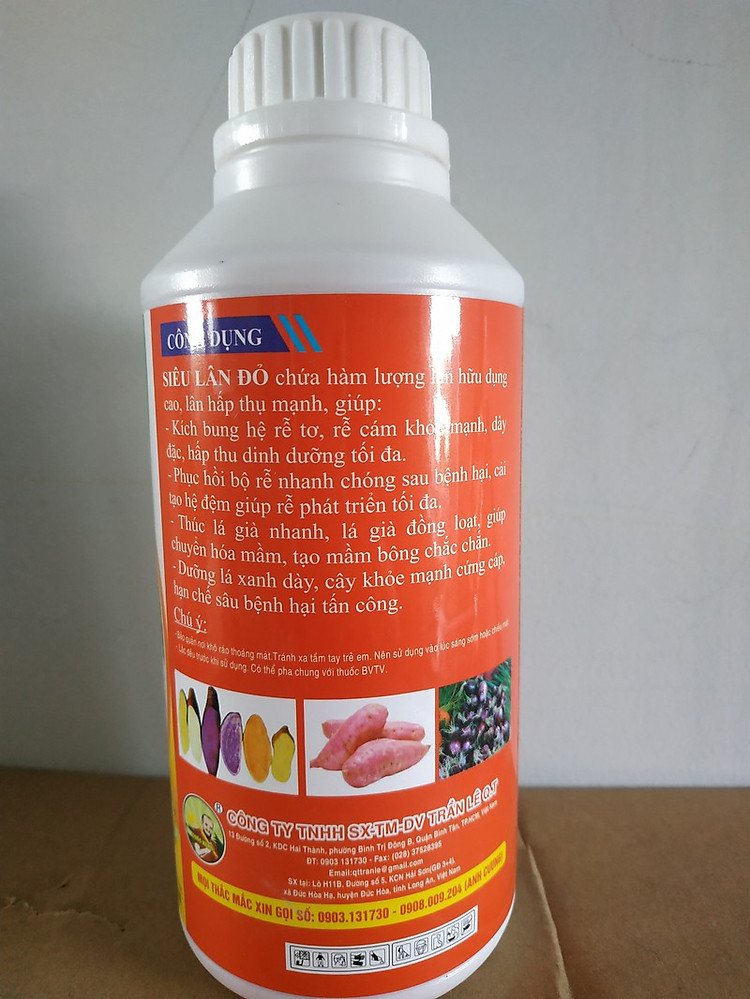 CÔNG DỤNG
SIÊU LÂN ĐỎ chứa hàm lượng lân hữu dụng
cao, lân hấp thụ mạnh, giúp:
- Kích bung hệ rễ tơ, rễ cám khỏe mạnh, dày
đặc, hấp thu dinh dưỡng tối đa.
- Phục hồi bộ rễ nhanh chóng sau bệnh hại, cải
tạo hệ đệm giúp rễ phát triển tối đa.
- Thúc lá già nhanh, lá già đồng loạt, giúp
chuyển hóa mầm, tạo mầm bông chắc chắn.
- Dưỡng lá xanh dày, cây khỏe mạnh cứng cáp,
hạn chế sâu bệnh hại tấn công.
Chú ý:
-Bảo quản nơi khô ráo thoáng mát.Tránh xa tầm tay trẻ em. Nên sử dụng vào lúc sáng sớm hoặc chiều mát
-Lắc đều trước khi sử dụng. Có thể pha chung với thuốc BVTV.
®
CÔNG TY TNHH SX-TM-DV TRẦN LÊ Q.T
13 Đường số 2, KDC Hai Thành, phường Bình Trị Đông B, Quận Bình Tân, TP.HCM, Việt Nam
ĐT: 0903 131730 - Fax: (028) 37528395
Email:qttranle@gmail.com
SX tại: Lô H11B, Đường số 5, KCN Hải Sơn(GĐ 3+4),
xã Đức Hòa Hạ, huyện Đức Hòa, tỉnh Long An, Việt Nam
MỌI THẮC MẮC XIN GỌI SỐ: 0903.131730 - 0908.009.204 (ANH CƯỜNG)